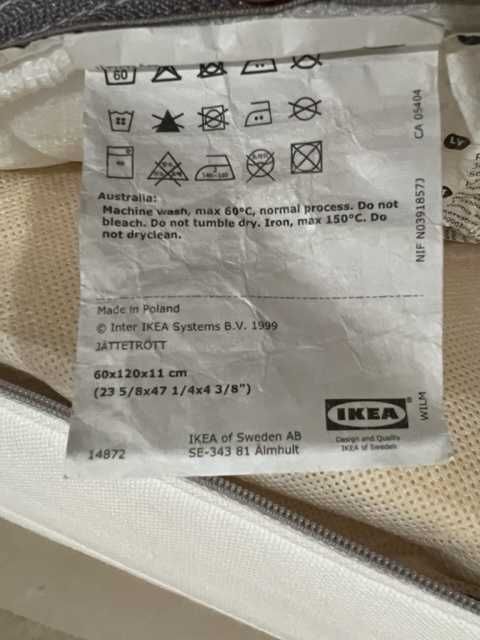 60
Australia:
Machine wash, max 60°C, normal process. Do not
bleach. Do not tumble dry. Iron, max 150°C. Do
not dryclean.
Made in Poland
© Inter IKEA Systems B.V. 1999
JÄTTETRÖTT
60x120x11 cm
(23 5/8x47 1/4x4 3/8")
IKEA®
Design and Quality
IKEA of Sweden
14872
IKEA of Sweden AB
SE-343 81 Älmhult
CA 05404
NIF N0391857J
WILM
LV